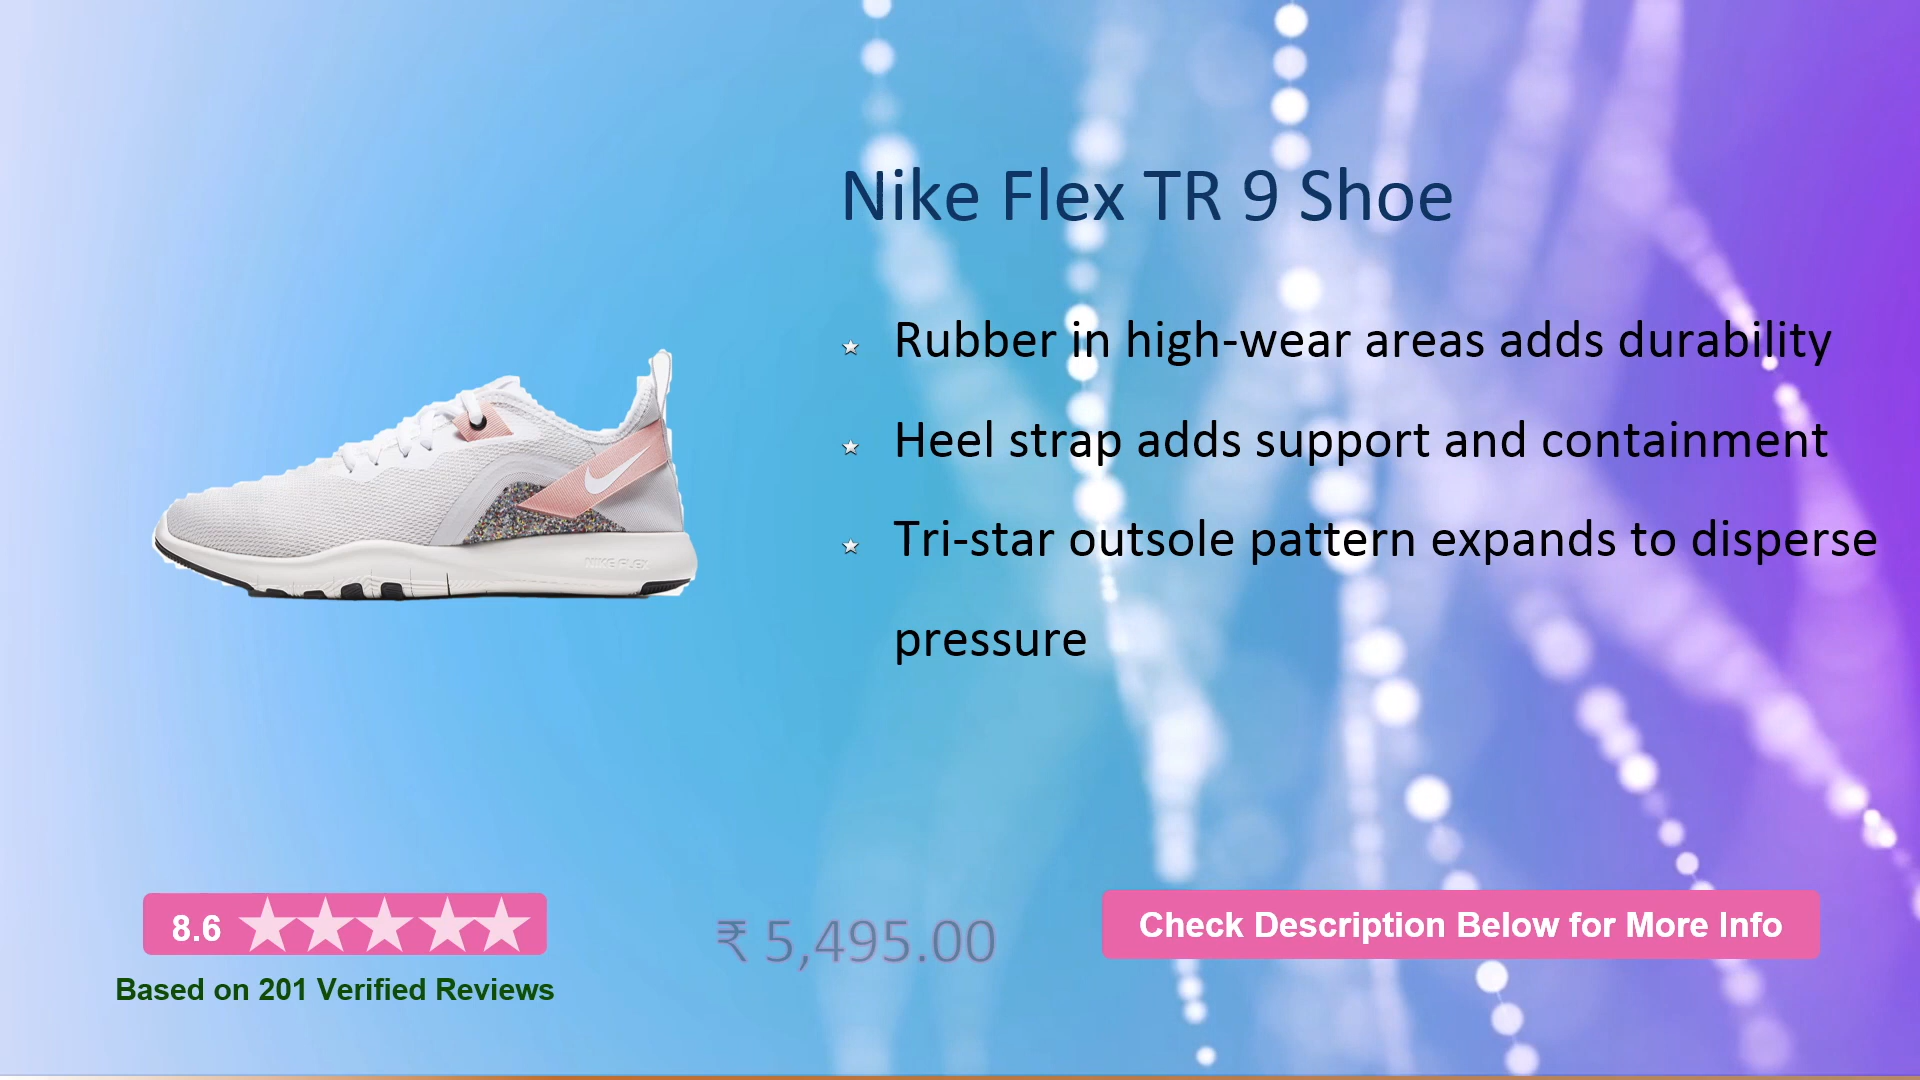 Nike Flex TR 9 Shoe
Rubber in high-wear areas adds durability
Heel strap adds support and containment
Tri-star outsole pattern expands to disperse
pressure
NIKE FLEX
8.6
₹ 5,495.00
Check Description Below for More Info
Based on 201 Verified Reviews